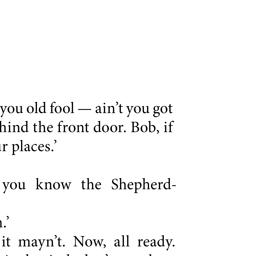 you old fool — ain't you got
hind the front door. Bob, if
r places.'
you know the Shepherd-
.'
it mayn't. Now, all ready.